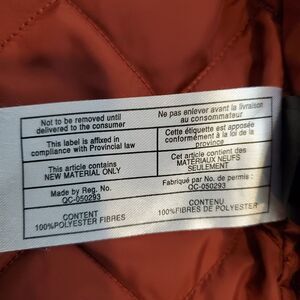 Not to be removed until
delivered to the consumer
Ne pas enlever avant la livraison
au consommateur
This label is affixed in
compliance with Provincial law
Cette étiquette est apposée
conformément à la loi de la
province
This article contains
NEW MATERIAL ONLY
Cet article contient des
MATÉRIAUX NEUFS
SEULEMENT
Made by Reg. No.
QC-050293
Fabriqué par No. de permis :
QC-050293
CONTENT
100%POLYESTER FIBRES
CONTENU
100%FIBRES DE POLYESTER